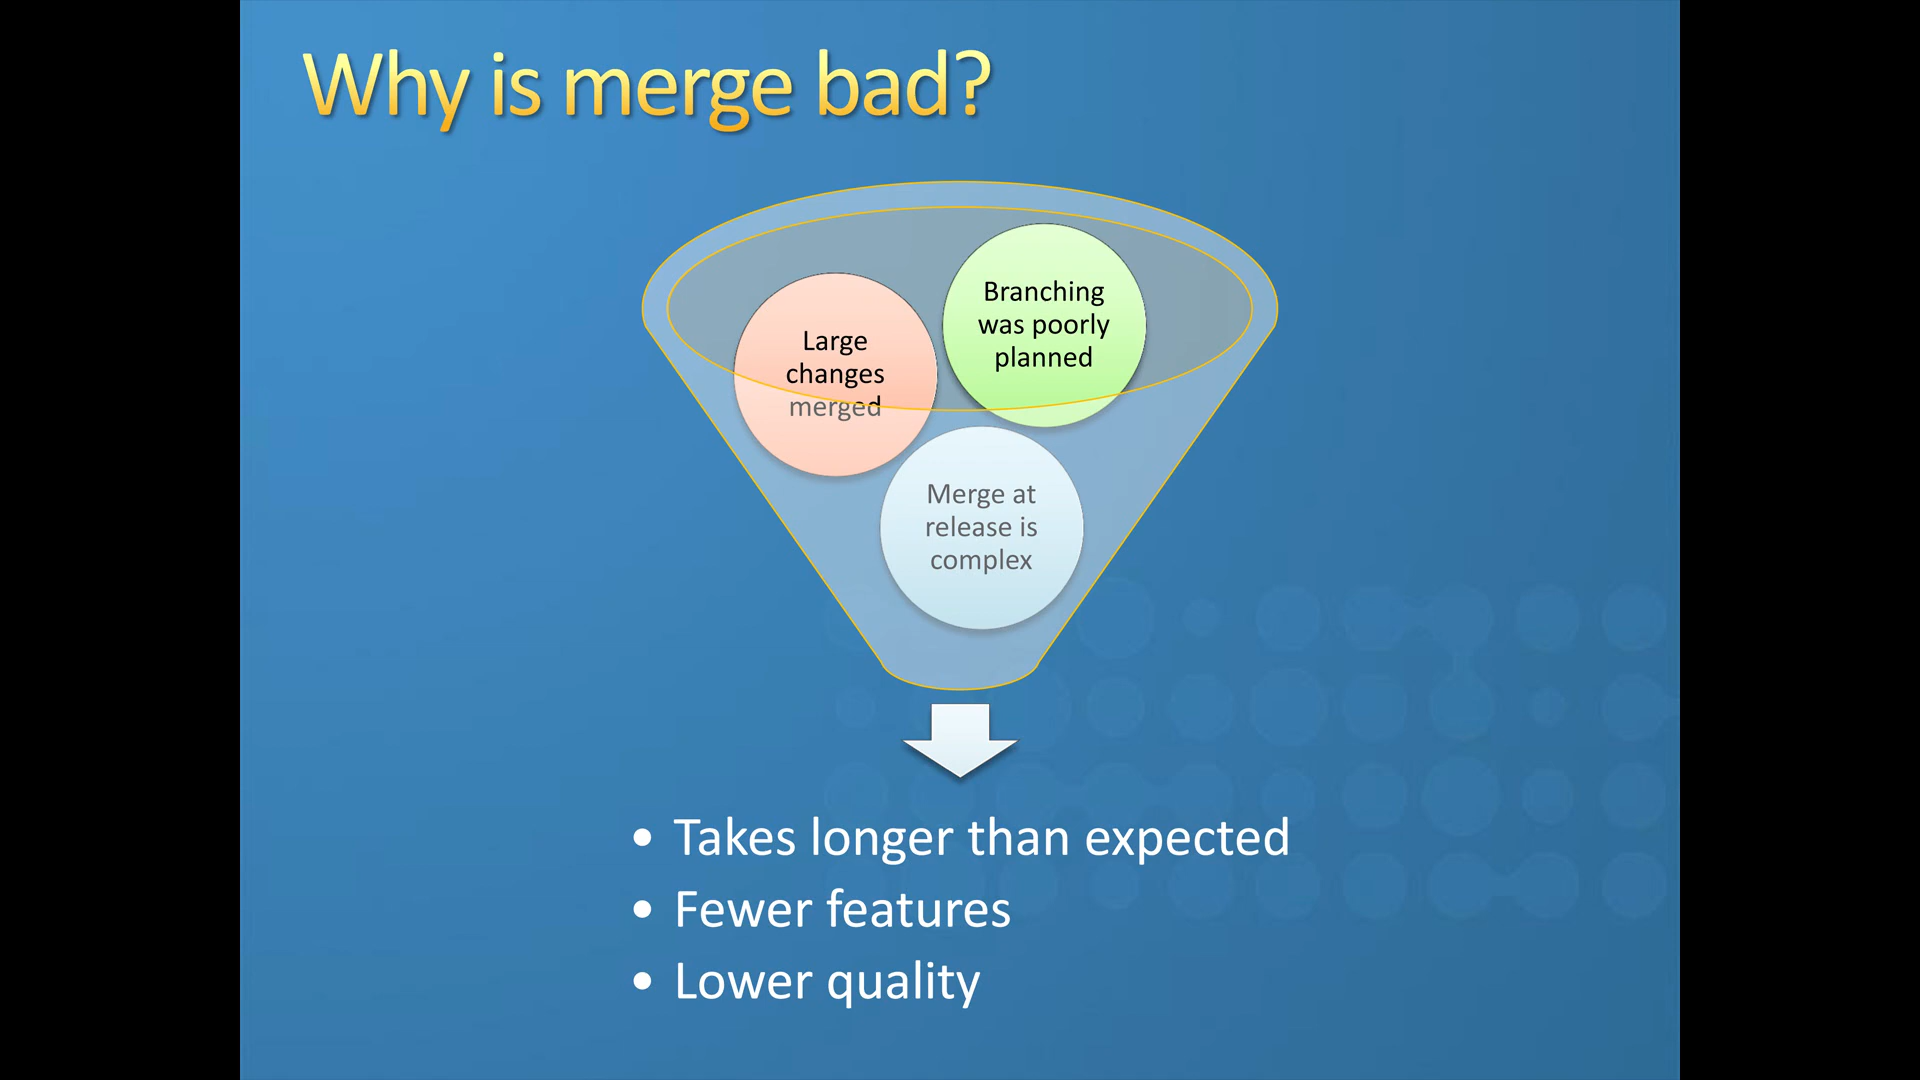 Why is merge bad?
Branching
was poorly
planned
Large
changes
merged
Merge at
release is
complex
• Takes longer than expected
• Fewer features
• Lower quality